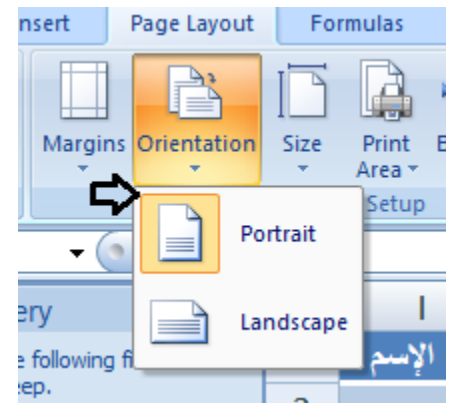 nsert Page Layout Formulas
Margins Orientation Size Print Area
Setup
Portrait
Landscape
ery
I
e following fi
الإسم
eep.